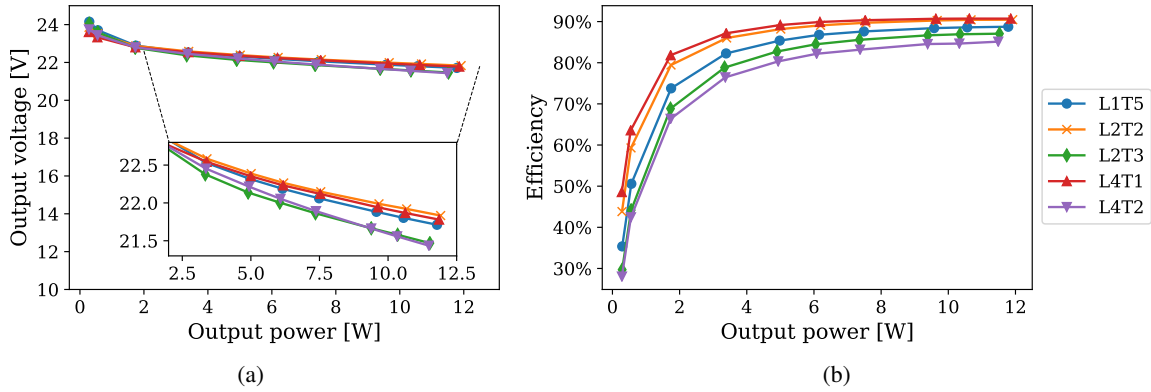 24
22
20
18
16
14
12
10
Output voltage [V]
22.5
22.0
21.5
2.5 5.0 7.5 10.0 12.5
0 2 4 6 8 10 12
Output power [W]
(a)
90%
80%
70%
60%
50%
40%
30%
Efficiency
0 2 4 6 8 10 12
Output power [W]
(b)
L1T5
L2T2
L2T3
L4T1
L4T2